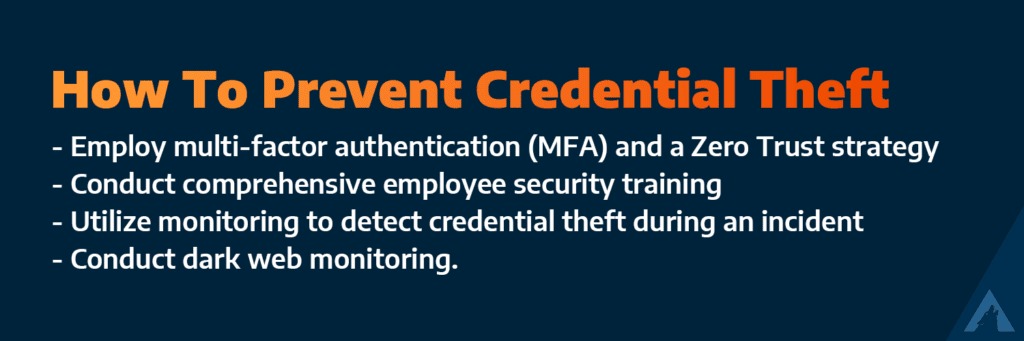 How To Prevent Credential Theft
- Employ multi-factor authentication (MFA) and a Zero Trust strategy
- Conduct comprehensive employee security training
- Utilize monitoring to detect credential theft during an incident
- Conduct dark web monitoring.